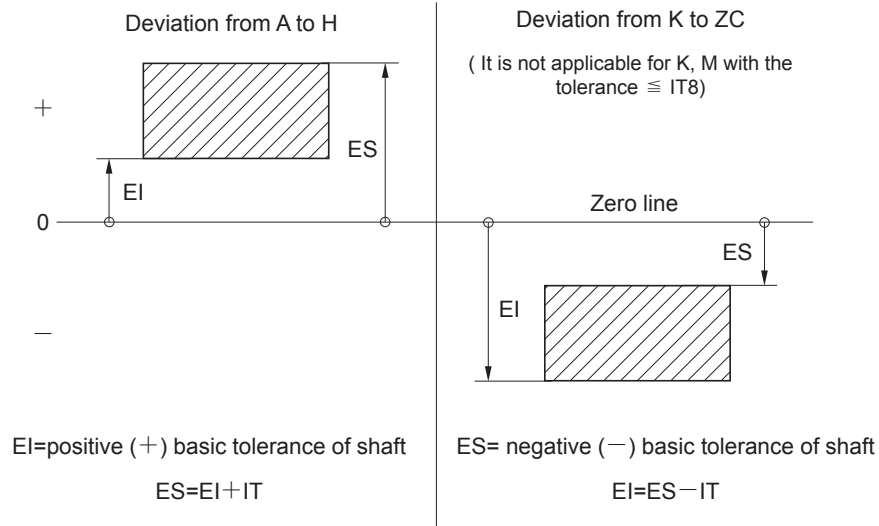 Deviation from A to H
+
ES
EI
0
−
EI=positive (+) basic tolerance of shaft
ES=EI+IT
Deviation from K to ZC
( It is not applicable for K, M with the
tolerance ≦ IT8)
Zero line
ES
EI
ES= negative (−) basic tolerance of shaft
EI=ES−IT